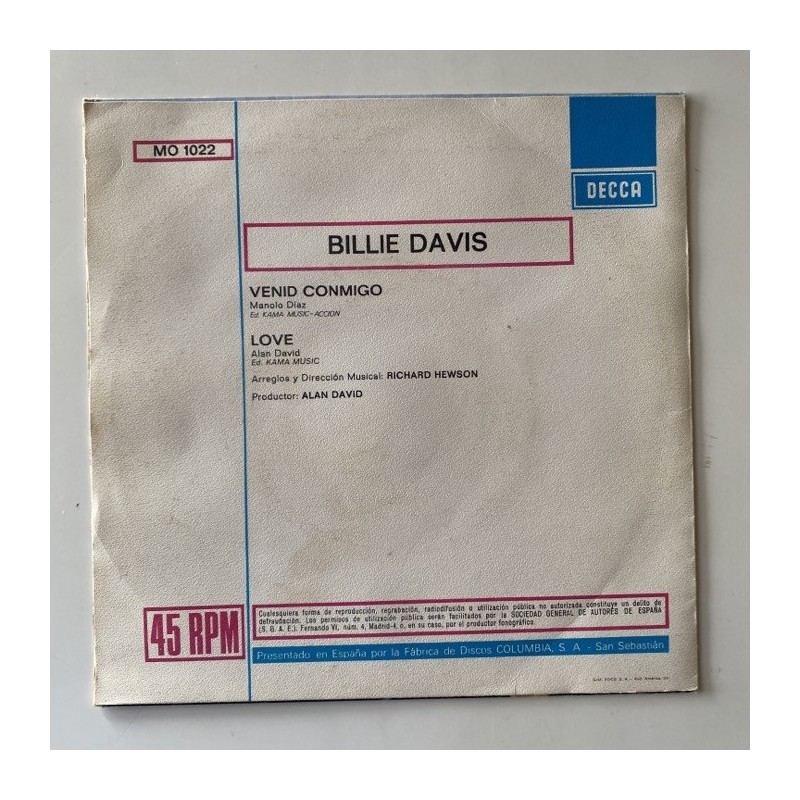 MO 1022
DECCA
BILLIE DAVIS
VENID CONMIGO
Manolo Díaz
Ed. KAMA MUSIC-ACCION
LOVE
Alan David
Ed. KAMA MUSIC
Arreglos y Dirección Musical: RICHARD HEWSON
Productor: ALAN DAVID
45 RPM
Cualesquiera forma de reproducción, regrabación, radiodifusión o utilización pública no autorizada constituye un delito de
defraudación. Los permisos de utilización pública serán facilitados por la SOCIEDAD GENERAL DE AUTORES DE ESPAÑA
(S. G. A. E.) Fernando VI, núm. 4, Madrid-4, o, en su caso, por el productor fonográfico.
Presentado en España por la Fábrica de Discos COLUMBIA, S. A - San Sebastián